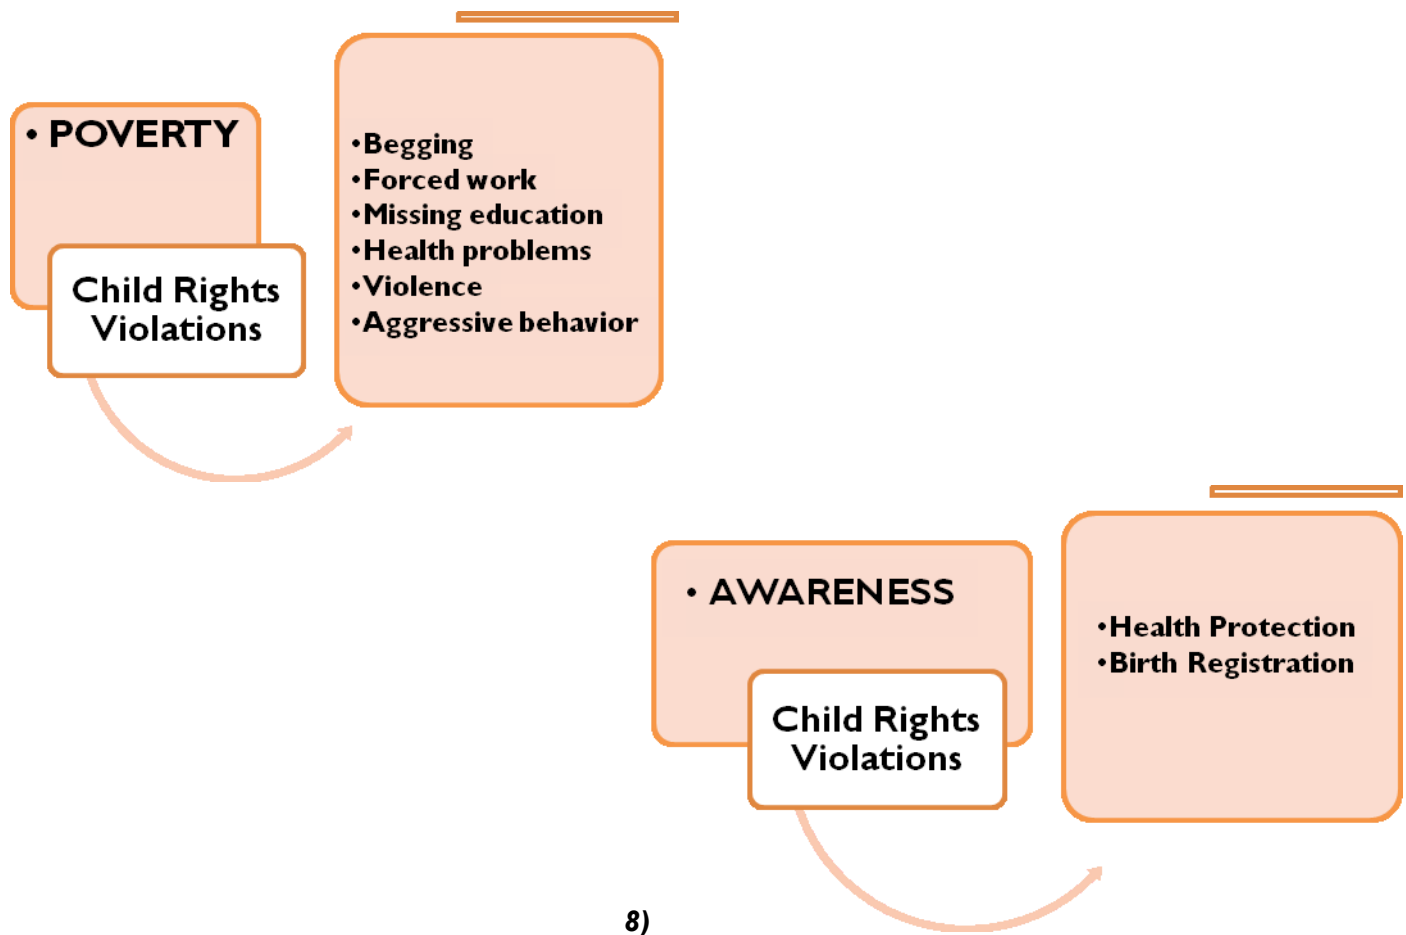 • POVERTY
Child Rights
Violations
•Begging
•Forced work
•Missing education
•Health problems
•Violence
•Aggressive behavior
• AWARENESS
Child Rights
Violations
•Health Protection
•Birth Registration
8)